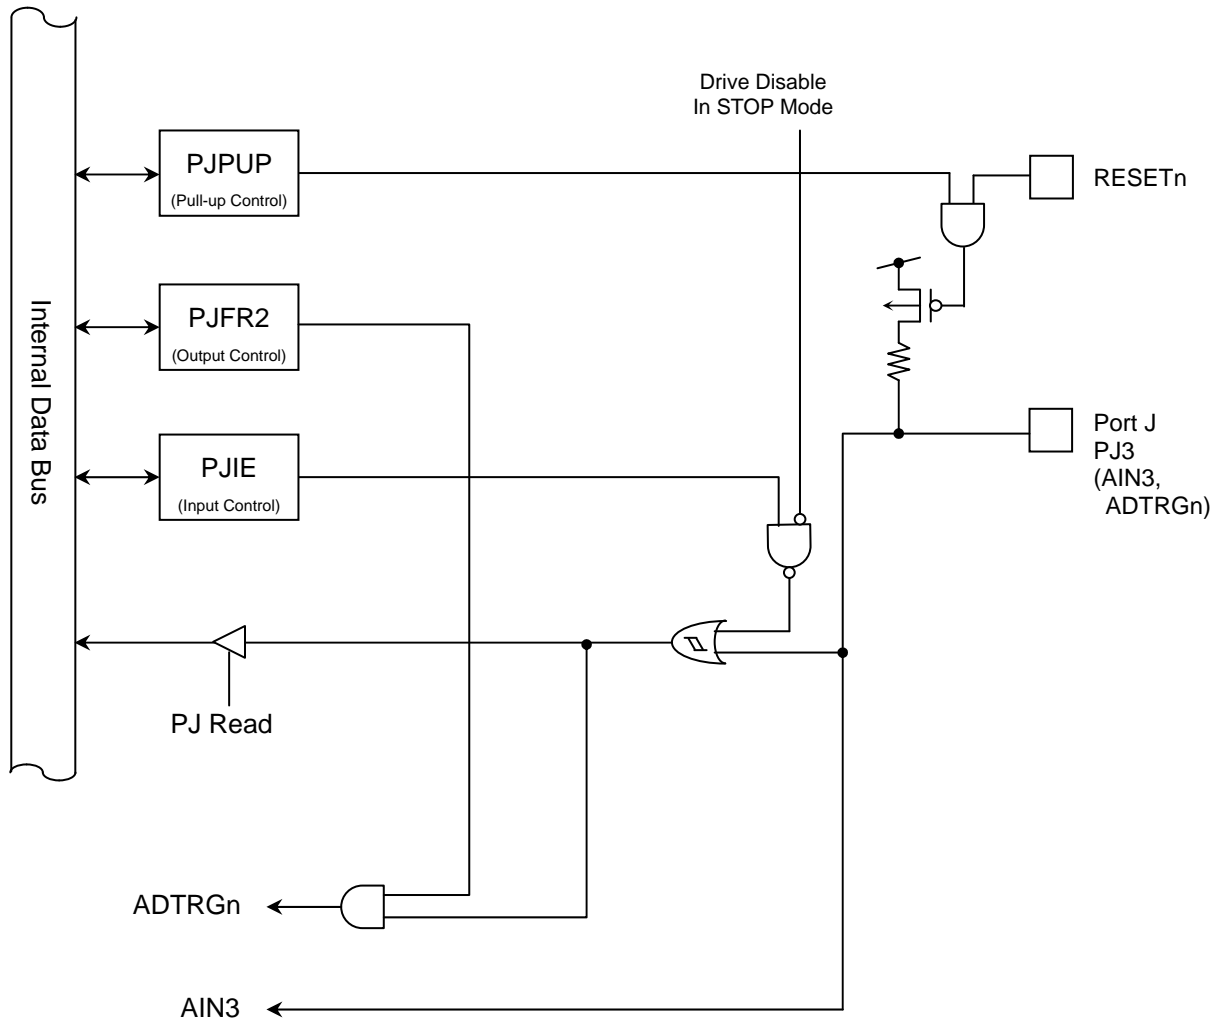 Drive Disable
In STOP Mode
PJPUP
(Pull-up Control)
RESETn
PJFR2
(Output Control)
Internal Data Bus
Port J
PJ3
(AIN3,
ADTRGn)
PJIE
(Input Control)
PJ Read
ADTRGn
AIN3